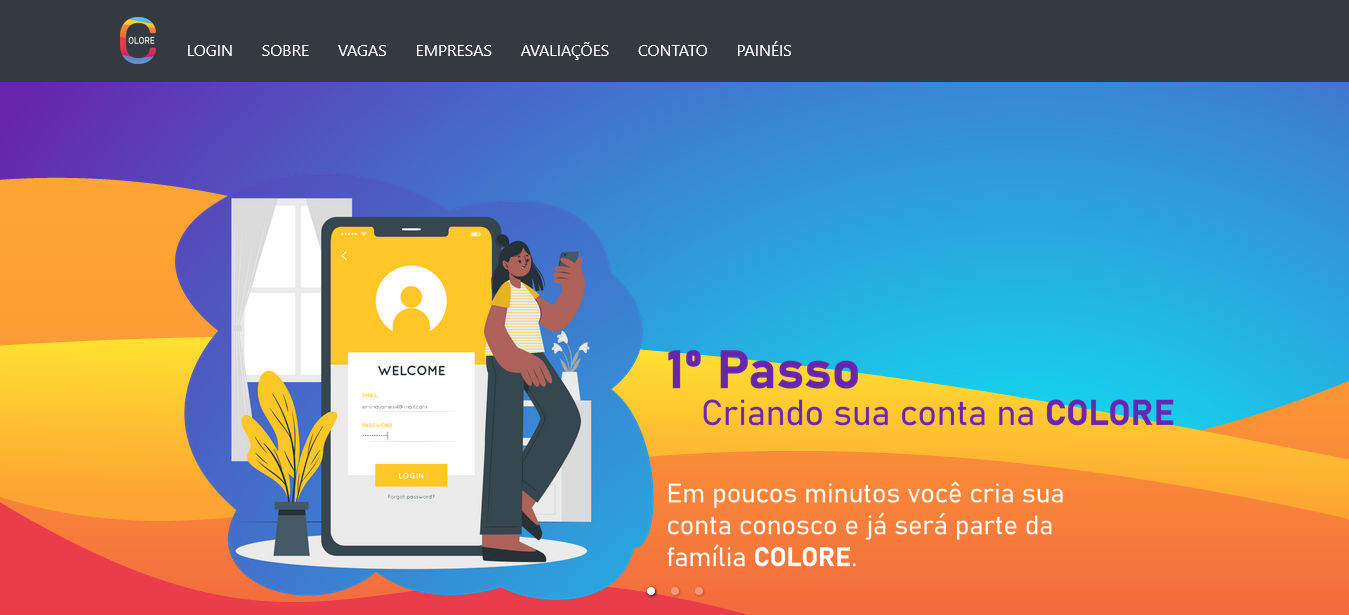 COLORE
LOGIN SOBRE VAGAS EMPRESAS AVALIAÇÕES CONTATO PAINÉIS
WELCOME
EMAIL
emmajames4@mail.com
PASSWORD
LOGIN
Forgot password?
1º Passo
Criando sua conta na COLORE
Em poucos minutos você cria sua
conta conosco e já será parte da
família COLORE.